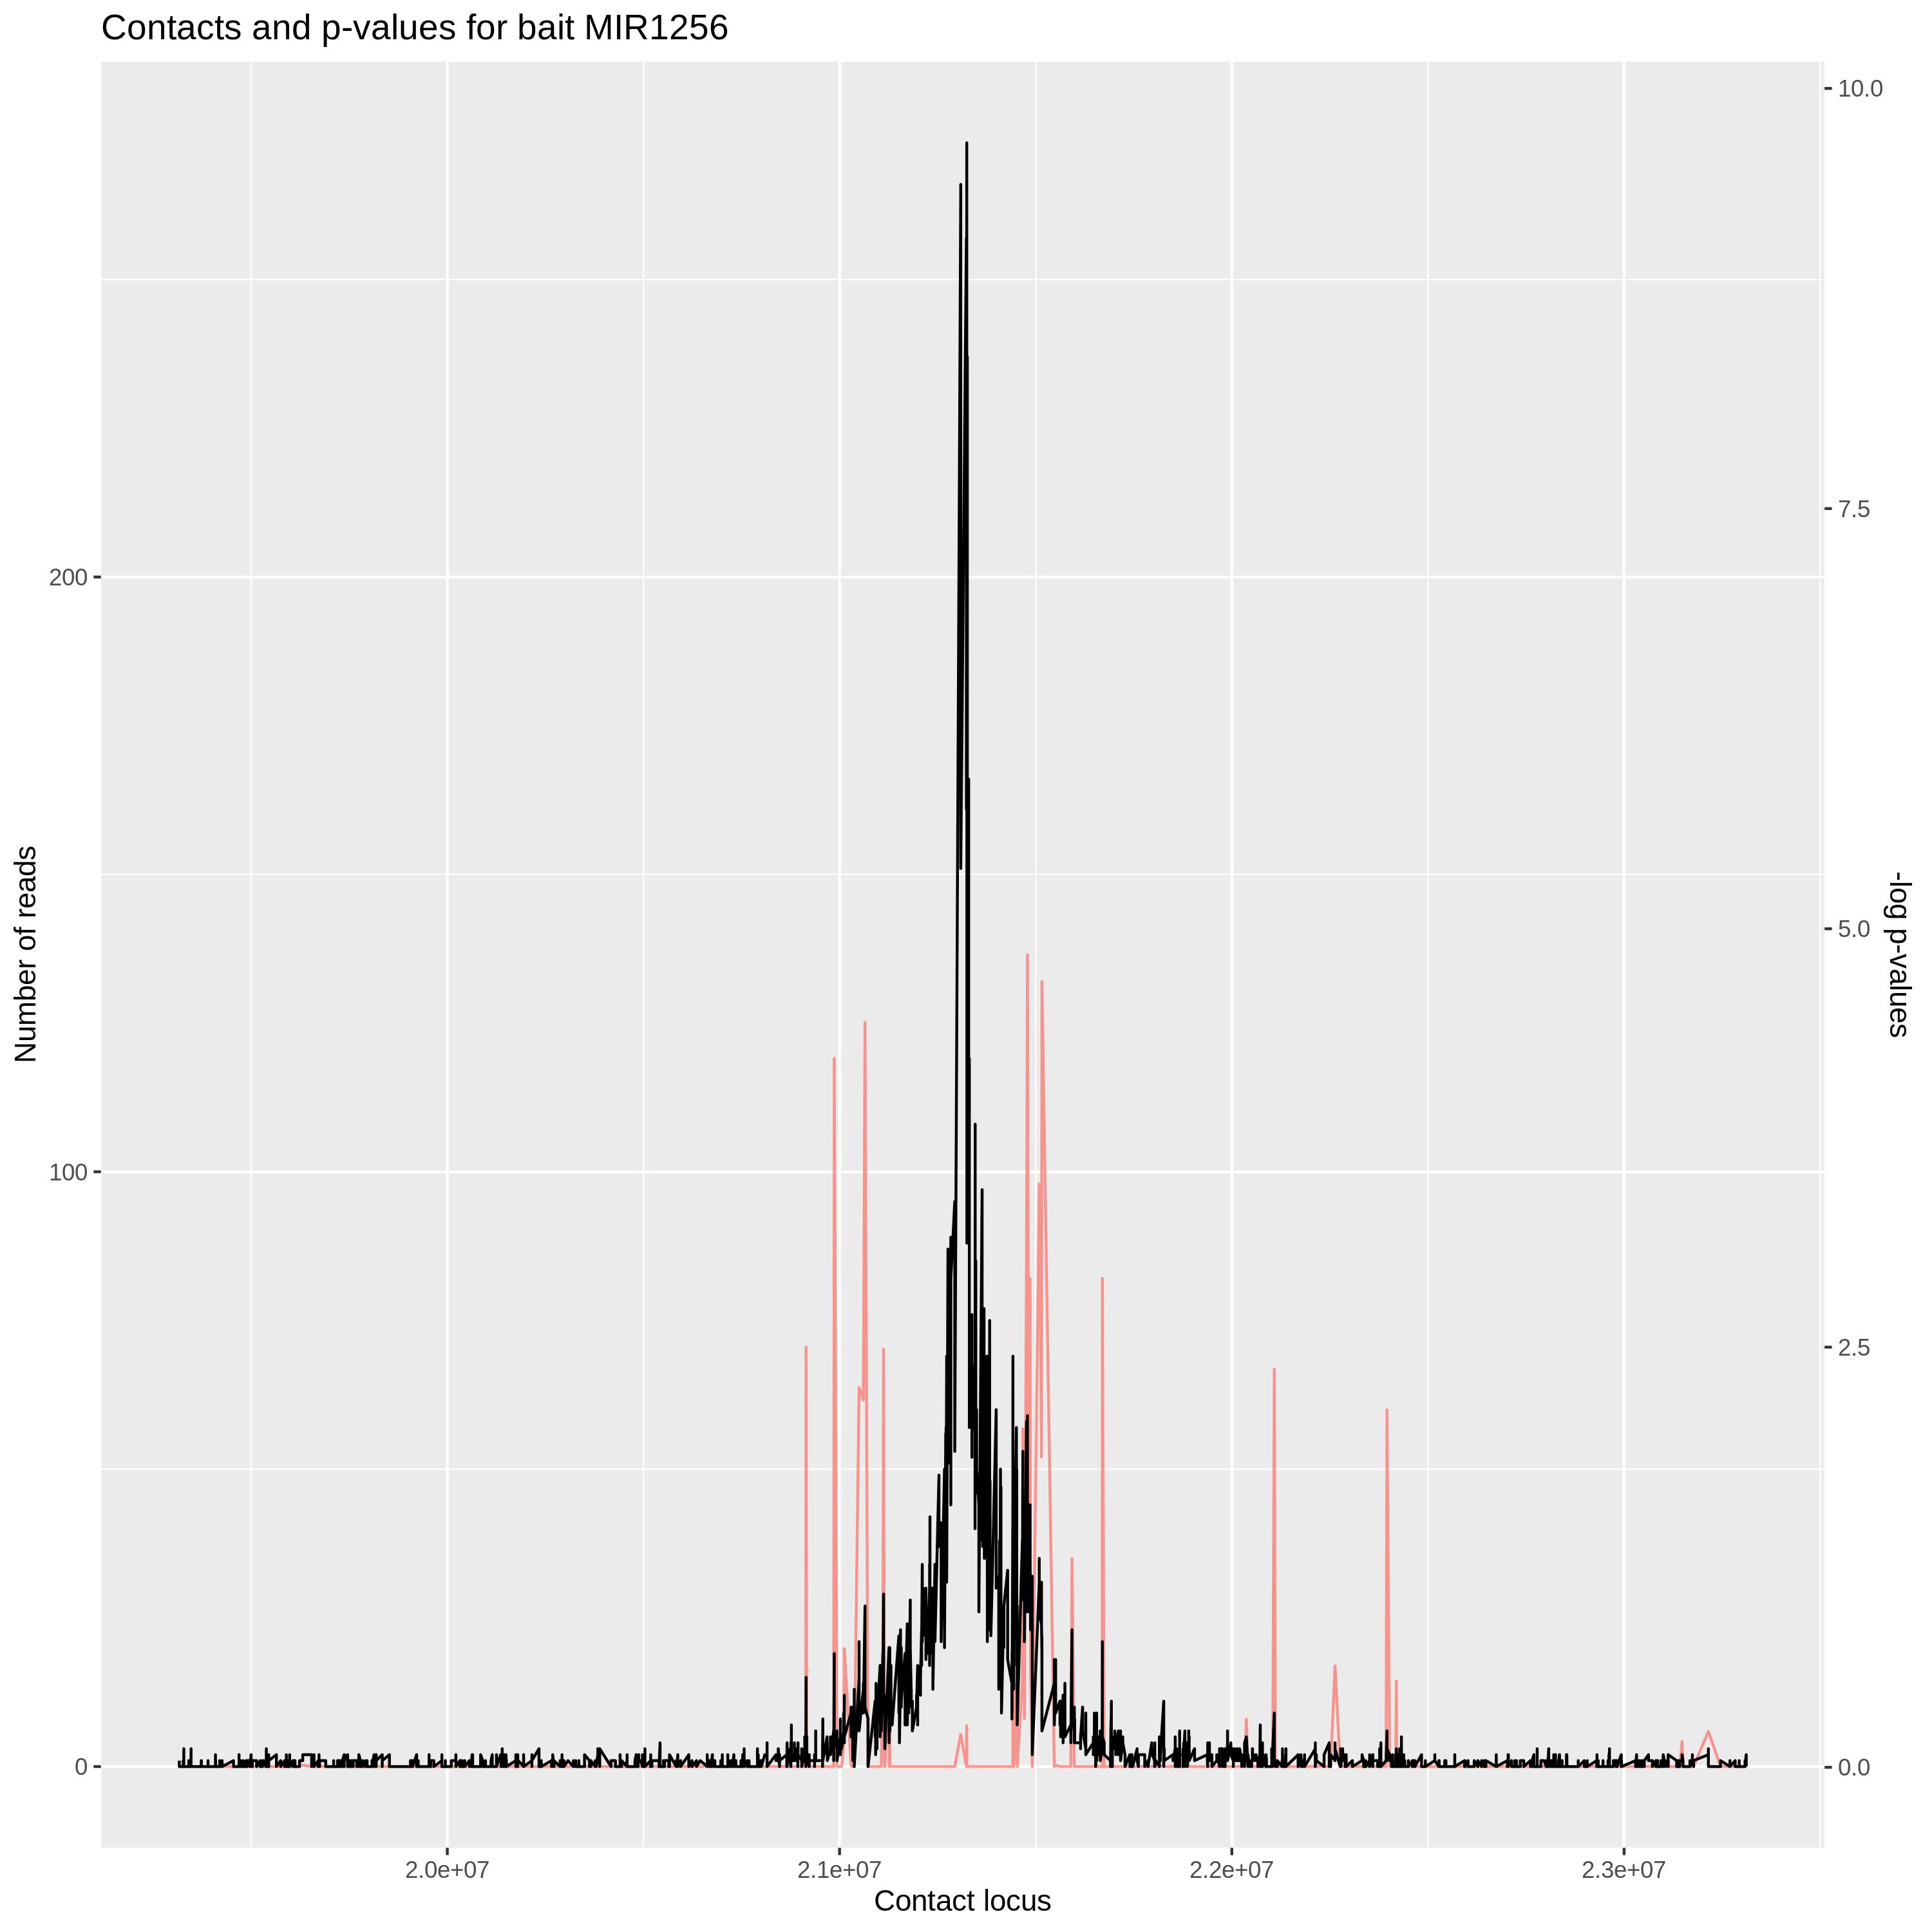 Contacts and p-values for bait MIR1256
10.0
7.5
200
5.0
Number of reads
-log p-values
100
2.5
0
0.0
2.0e+07 2.1e+07 2.2e+07 2.3e+07
Contact locus